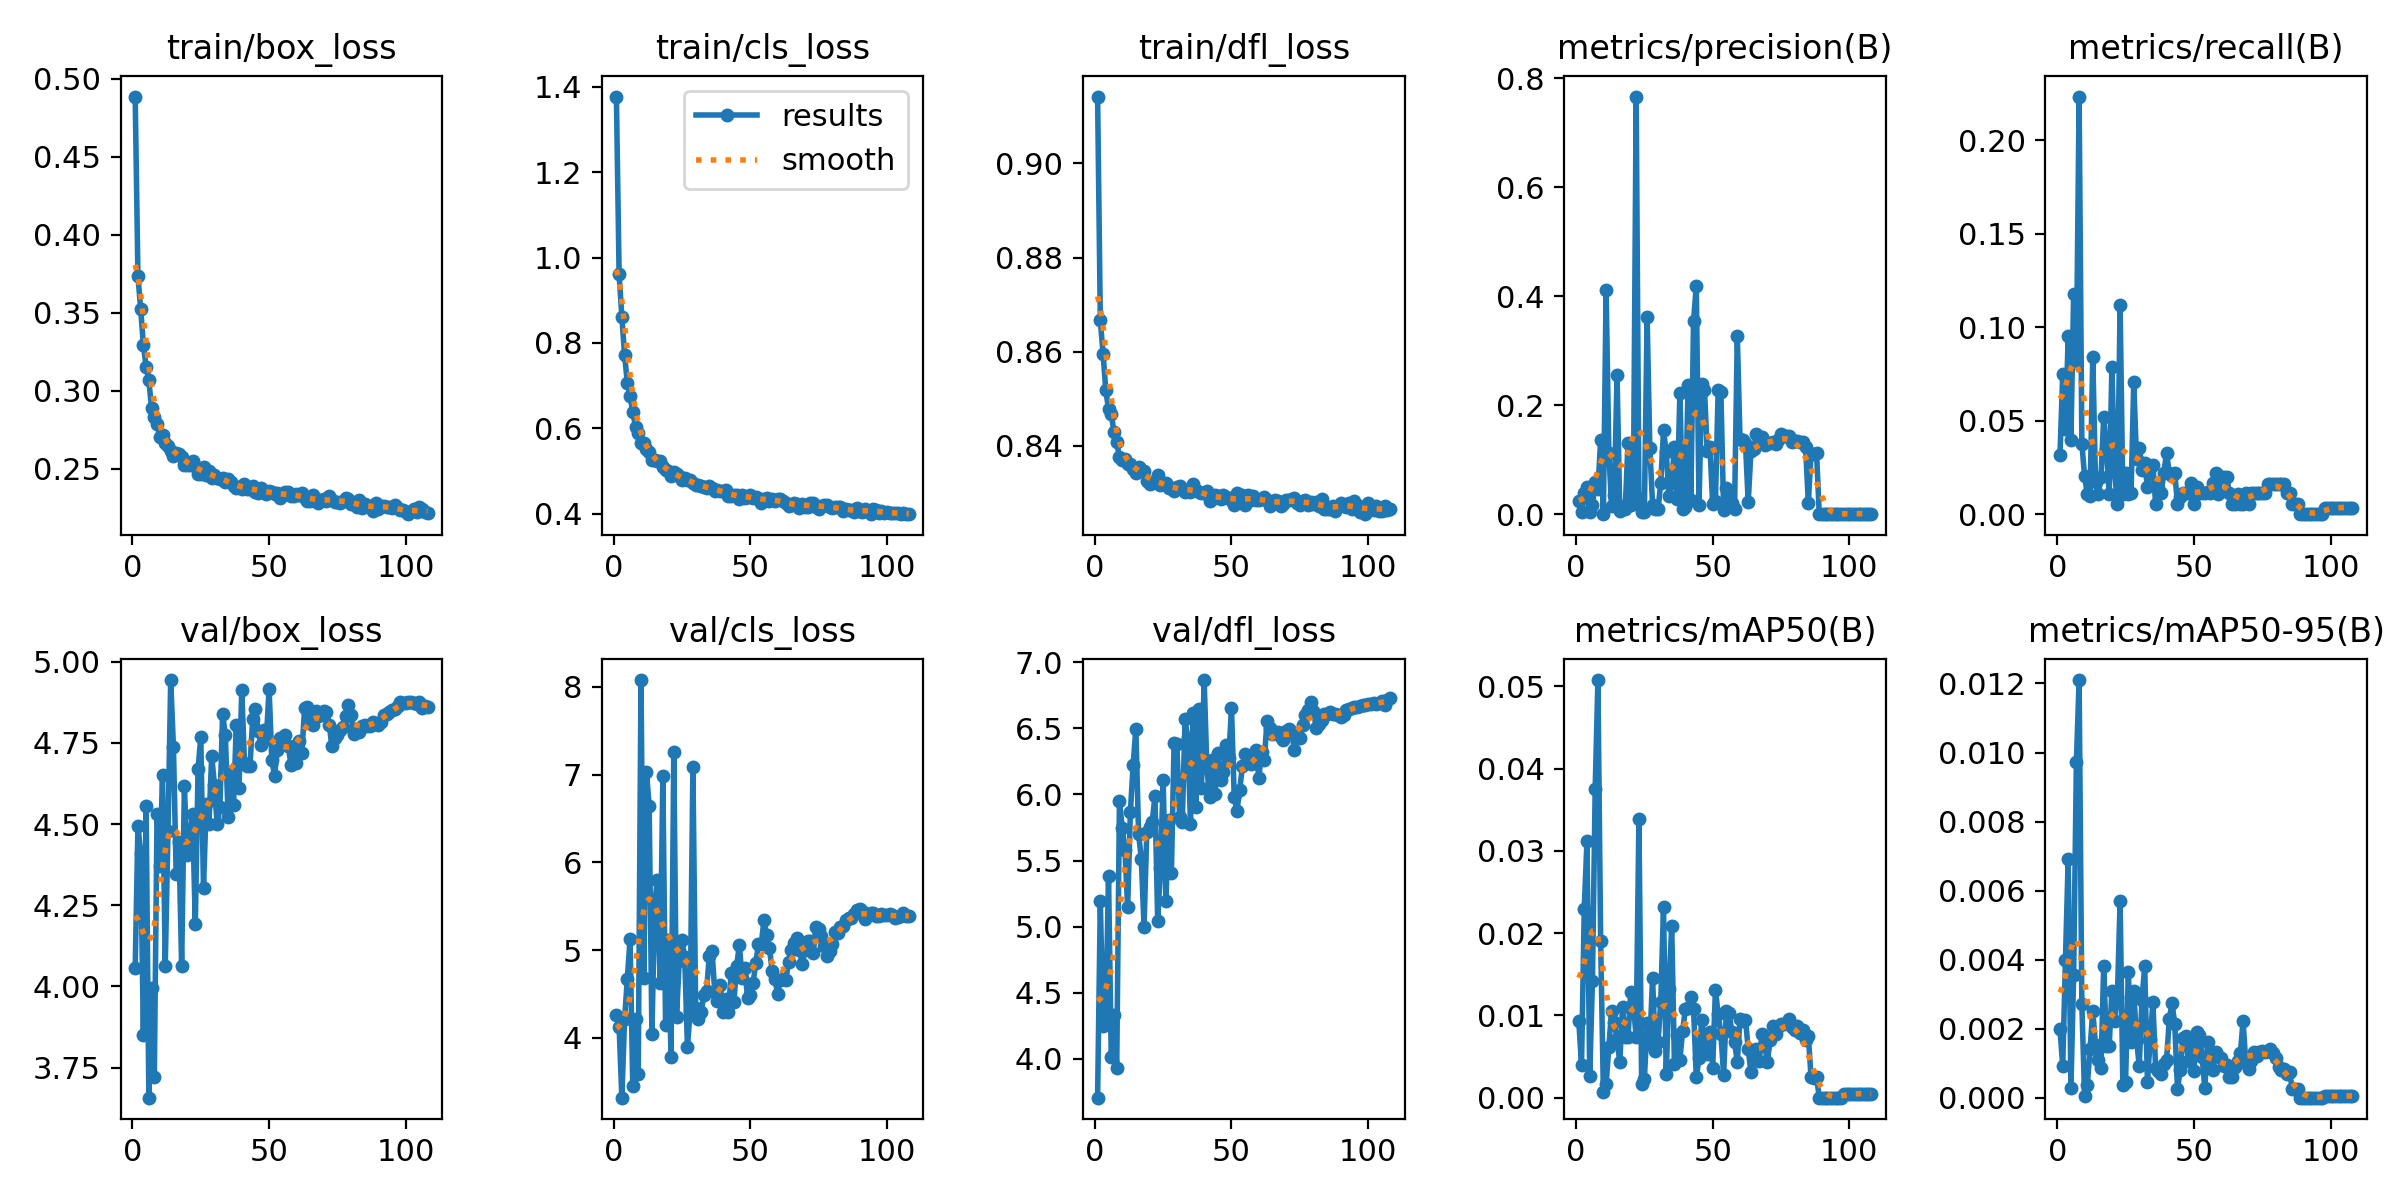 train/box_loss
0.50
0.45
0.40
0.35
0.30
0.25
0 50 100
train/cls_loss
results
smooth
1.4
1.2
1.0
0.8
0.6
0.4
0 50 100
train/dfl_loss
0.90
0.88
0.86
0.84
0 50 100
metrics/precision(B)
0.8
0.6
0.4
0.2
0.0
0 50 100
metrics/recall(B)
0.20
0.15
0.10
0.05
0.00
0 50 100
val/box_loss
5.00
4.75
4.50
4.25
4.00
3.75
0 50 100
val/cls_loss
8
7
6
5
4
0 50 100
val/dfl_loss
7.0
6.5
6.0
5.5
5.0
4.5
4.0
0 50 100
metrics/mAP50(B)
0.05
0.04
0.03
0.02
0.01
0.00
0 50 100
metrics/mAP50-95(B)
0.012
0.010
0.008
0.006
0.004
0.002
0.000
0 50 100